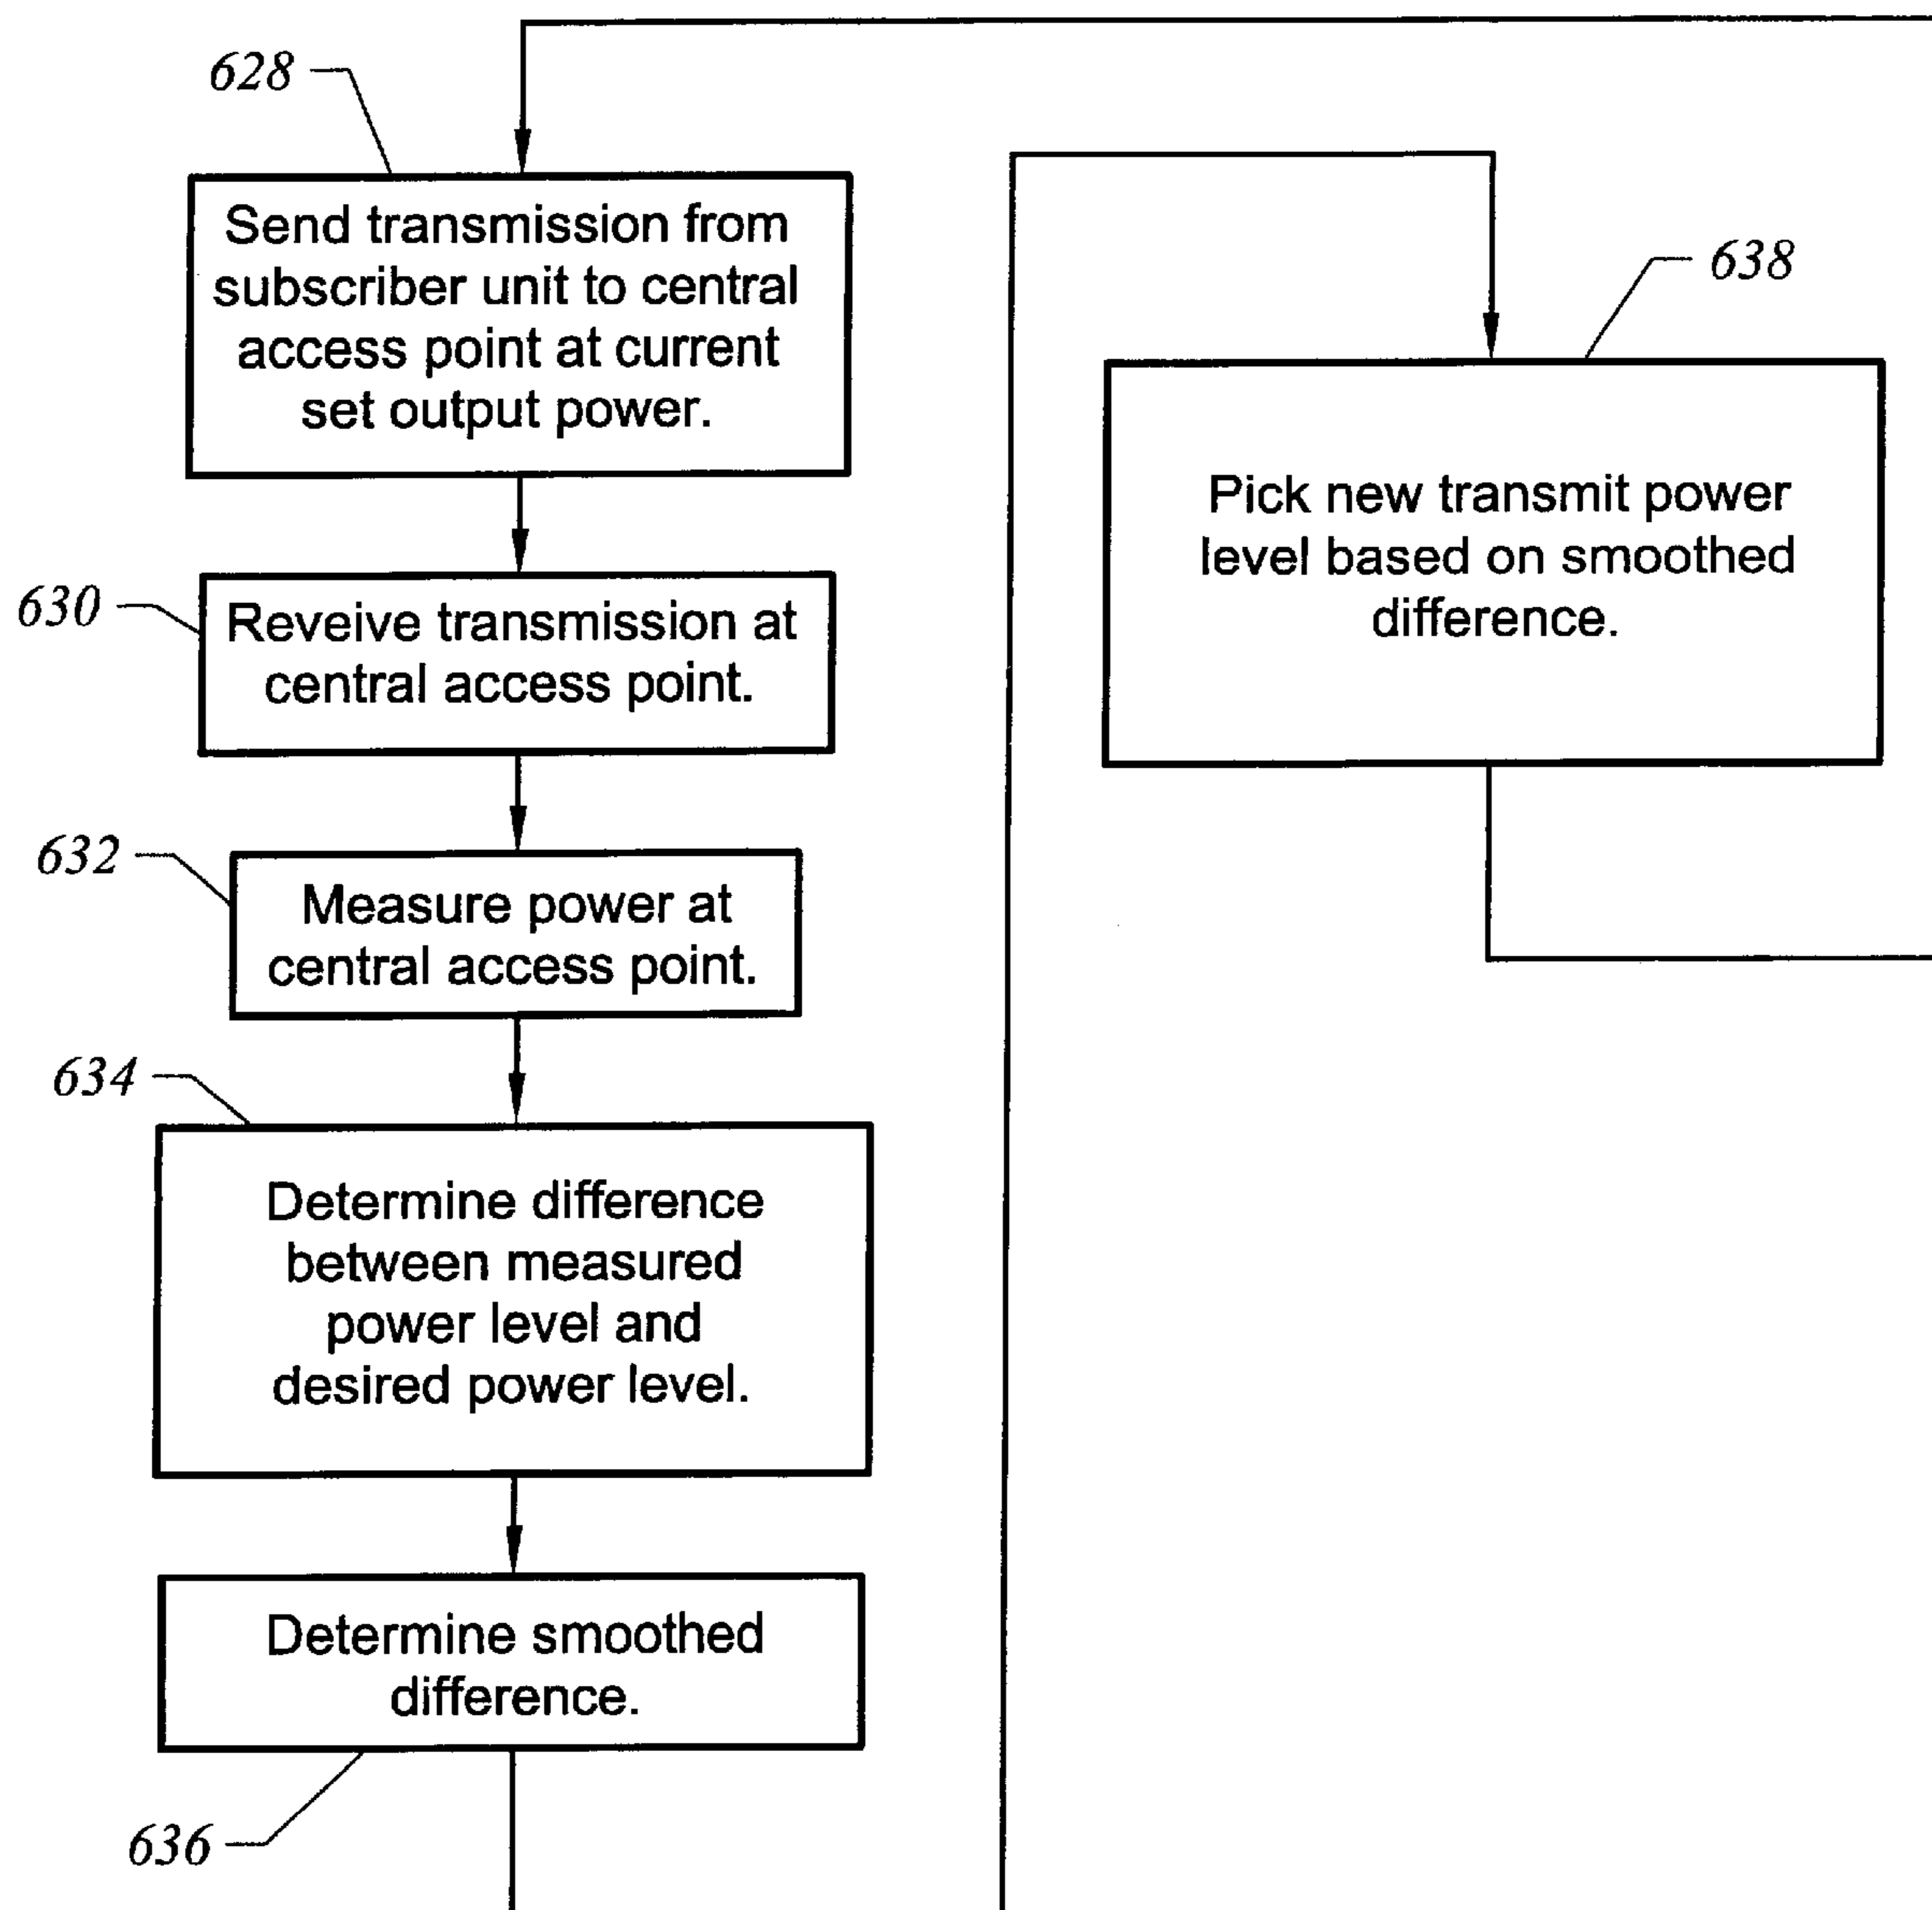 628
Send transmission from
subscriber unit to central
access point at current
set output power.
630
Reveive transmission at
central access point.
632
Measure power at
central access point.
634
Determine difference
between measured
power level and
desired power level.
Determine smoothed
difference.
636
638
Pick new transmit power
level based on smoothed
difference.